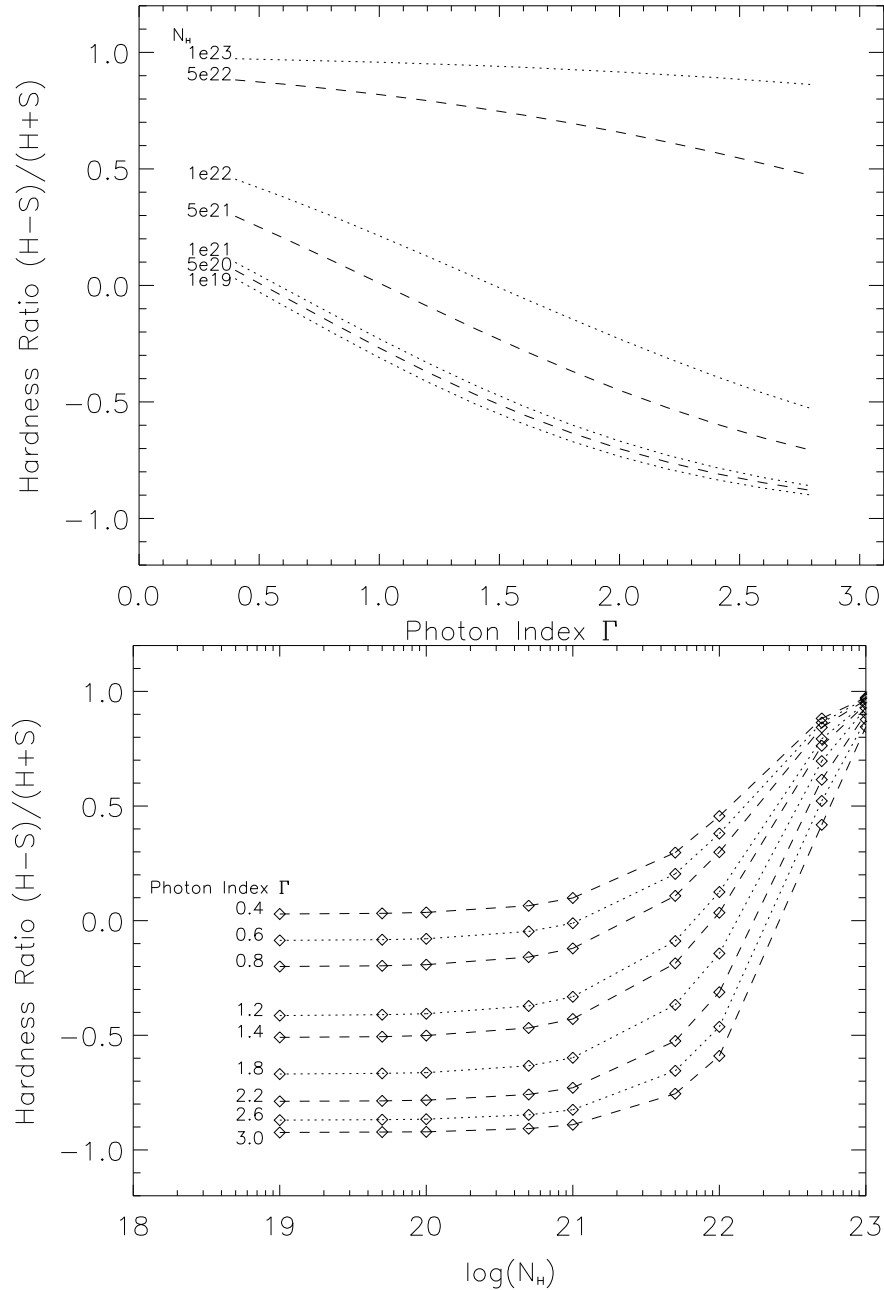 Hardness Ratio (H−S)/(H+S)
1.0
0.5
0.0
−0.5
−1.0
N_H
1e23
5e22
1e22
5e21
1e21
5e20
1e19
0.0 0.5 1.0 1.5 2.0 2.5 3.0
Photon Index Γ
Hardness Ratio (H−S)/(H+S)
1.0
0.5
0.0
−0.5
−1.0
Photon Index Γ
0.4
0.6
0.8
1.2
1.4
1.8
2.2
2.6
3.0
18 19 20 21 22 23
log(N_H)